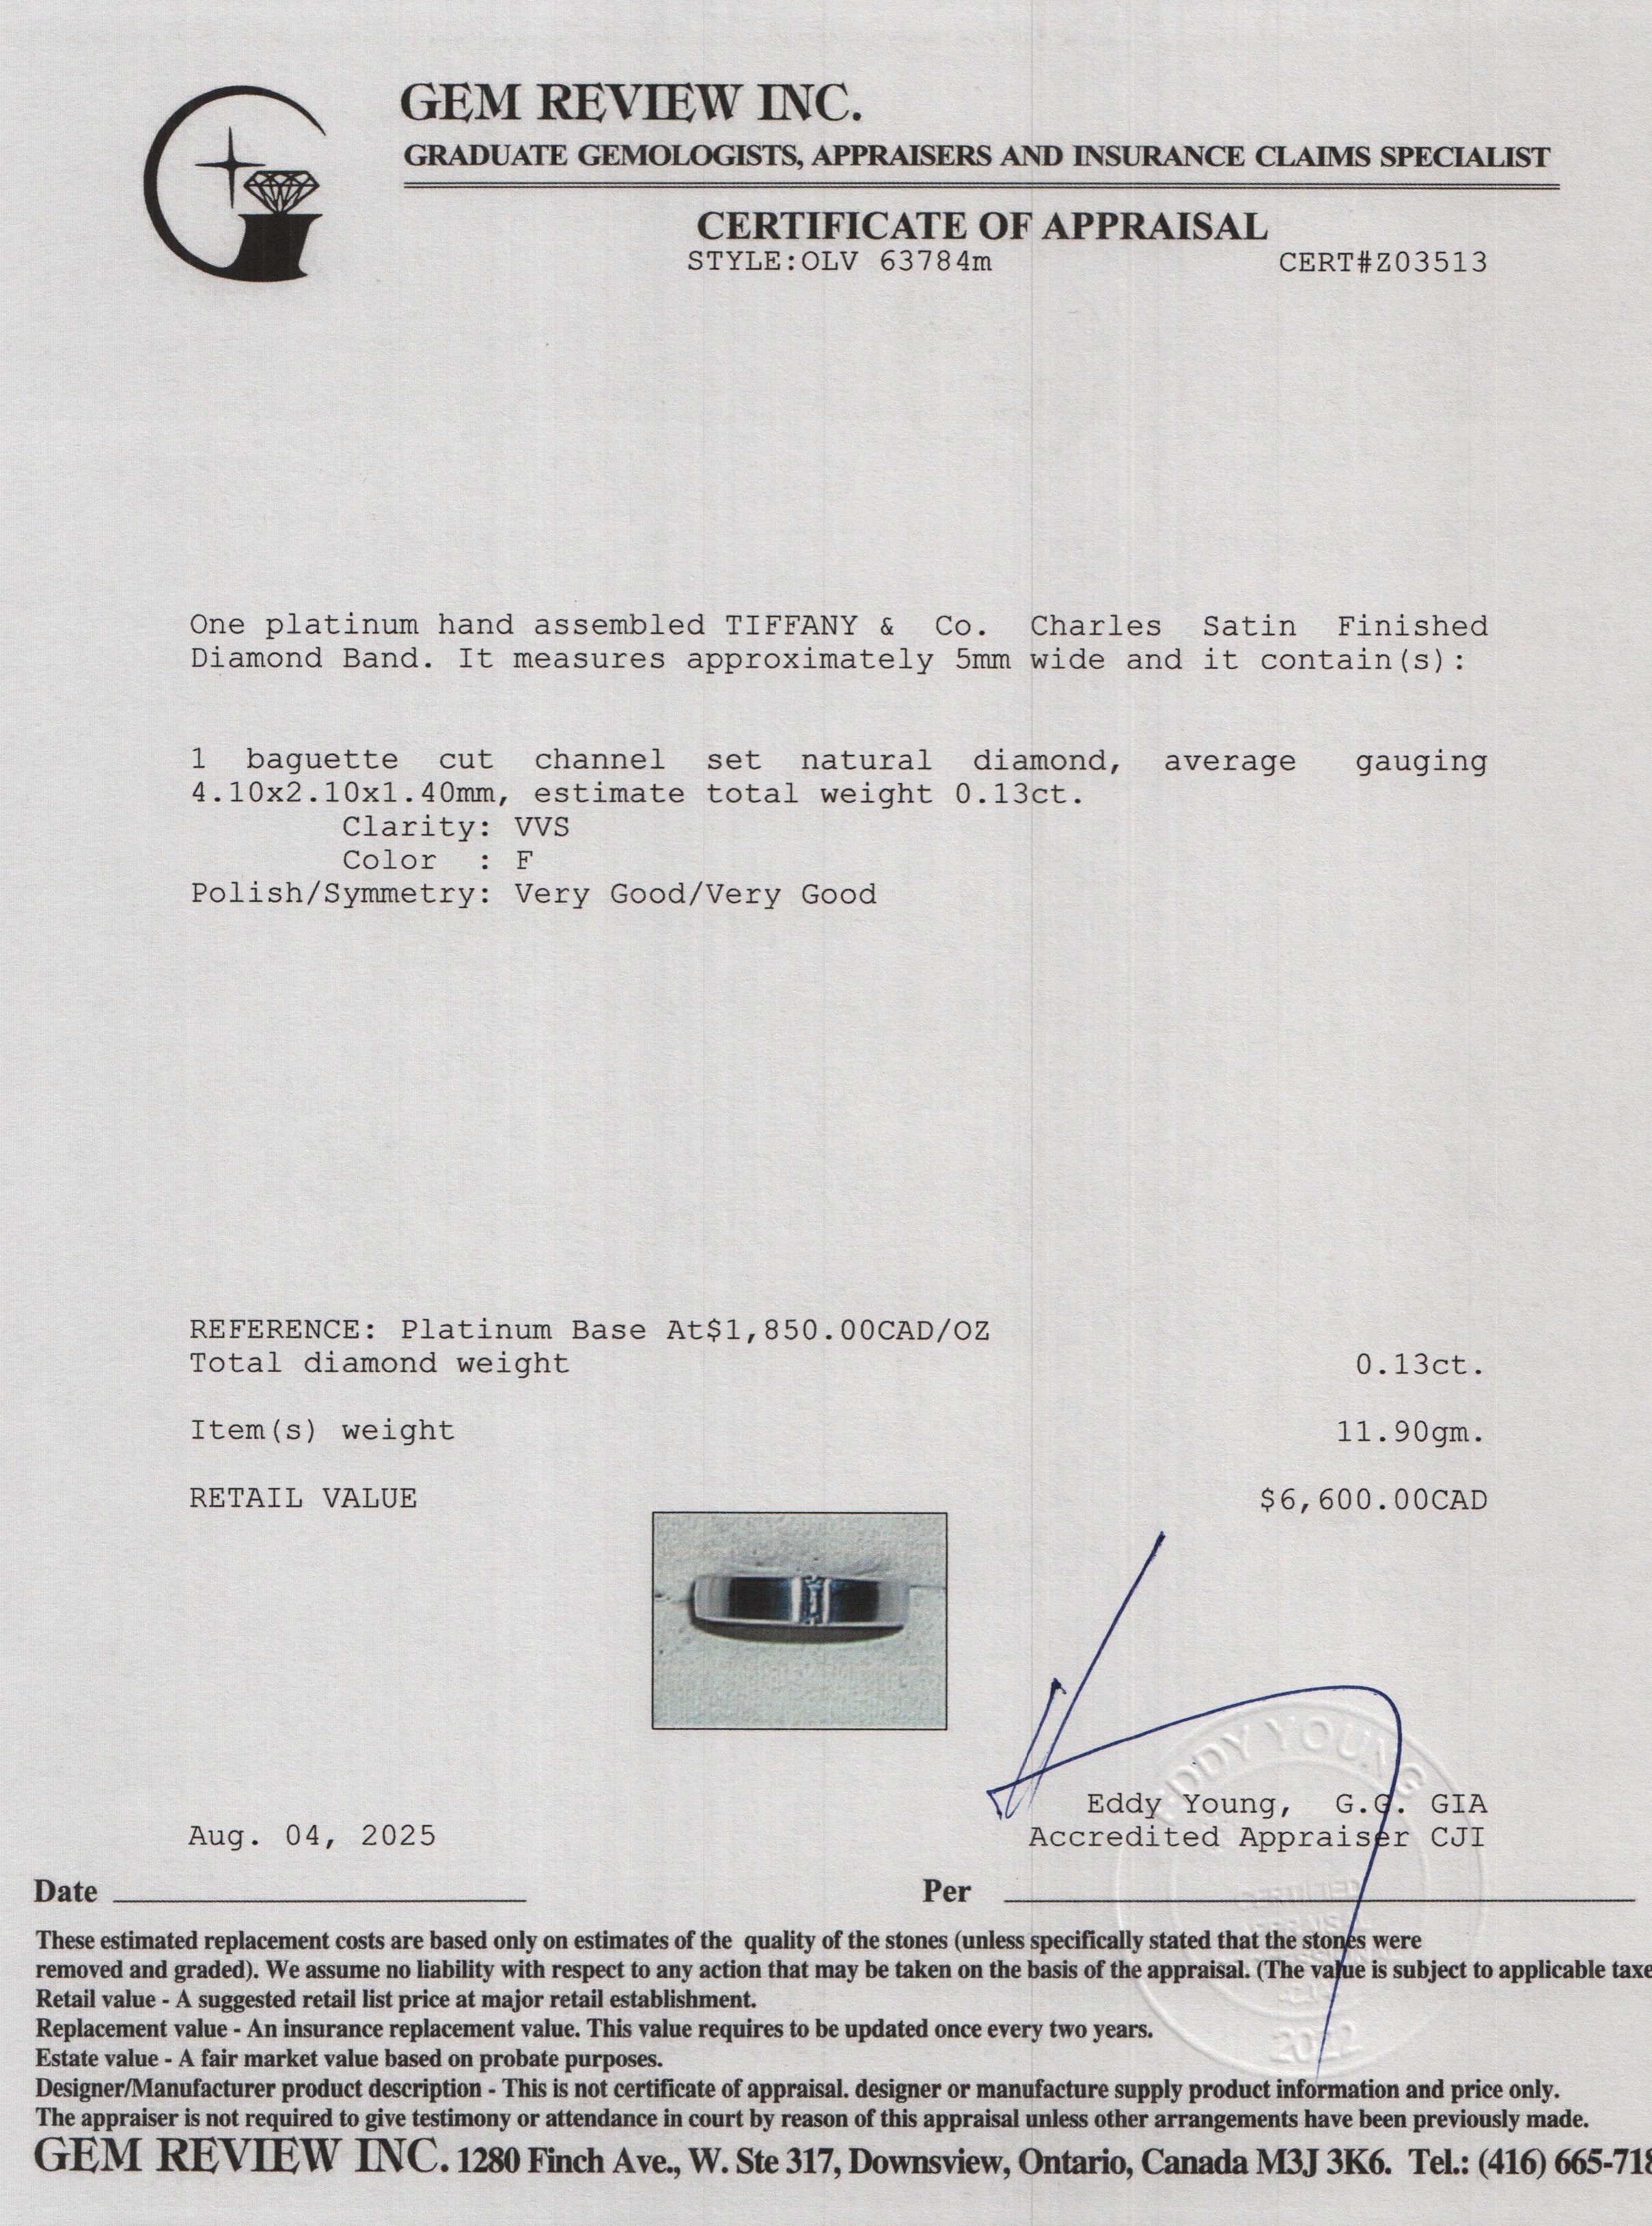 GEM REVIEW INC.
GRADUATE GEMOLOGISTS, APPRAISERS AND INSURANCE CLAIMS SPECIALIST
CERTIFICATE OF APPRAISAL
STYLE:OLV 63784m CERT#Z03513
One platinum hand assembled TIFFANY & Co. Charles Satin Finished
Diamond Band. It measures approximately 5mm wide and it contain(s):
1 baguette cut channel set natural diamond, average gauging
4.10x2.10x1.40mm, estimate total weight 0.13ct.
Clarity: VVS
Color : F
Polish/Symmetry: Very Good/Very Good
REFERENCE: Platinum Base At$1,850.00CAD/OZ
Total diamond weight 0.13ct.
Item(s) weight 11.90gm.
RETAIL VALUE $6,600.00CAD
EDDY YOUNG
Eddy Young, G.G. GIA
Aug. 04, 2025 Accredited Appraiser CJI
Date Per
CERTIFIED
These estimated replacement costs are based only on estimates of the quality of the stones (unless specifically stated that the stones were
removed and graded). We assume no liability with respect to any action that may be taken on the basis of the appraisal. (The value is subject to applicable taxe
Retail value - A suggested retail list price at major retail establishment.
Replacement value - An insurance replacement value. This value requires to be updated once every two years.
2022
Estate value - A fair market value based on probate purposes.
Designer/Manufacturer product description - This is not certificate of appraisal. designer or manufacture supply product information and price only.
The appraiser is not required to give testimony or attendance in court by reason of this appraisal unless other arrangements have been previously made.
GEM REVIEW INC. 1280 Finch Ave., W. Ste 317, Downsview, Ontario, Canada M3J 3K6. Tel.: (416) 665-718